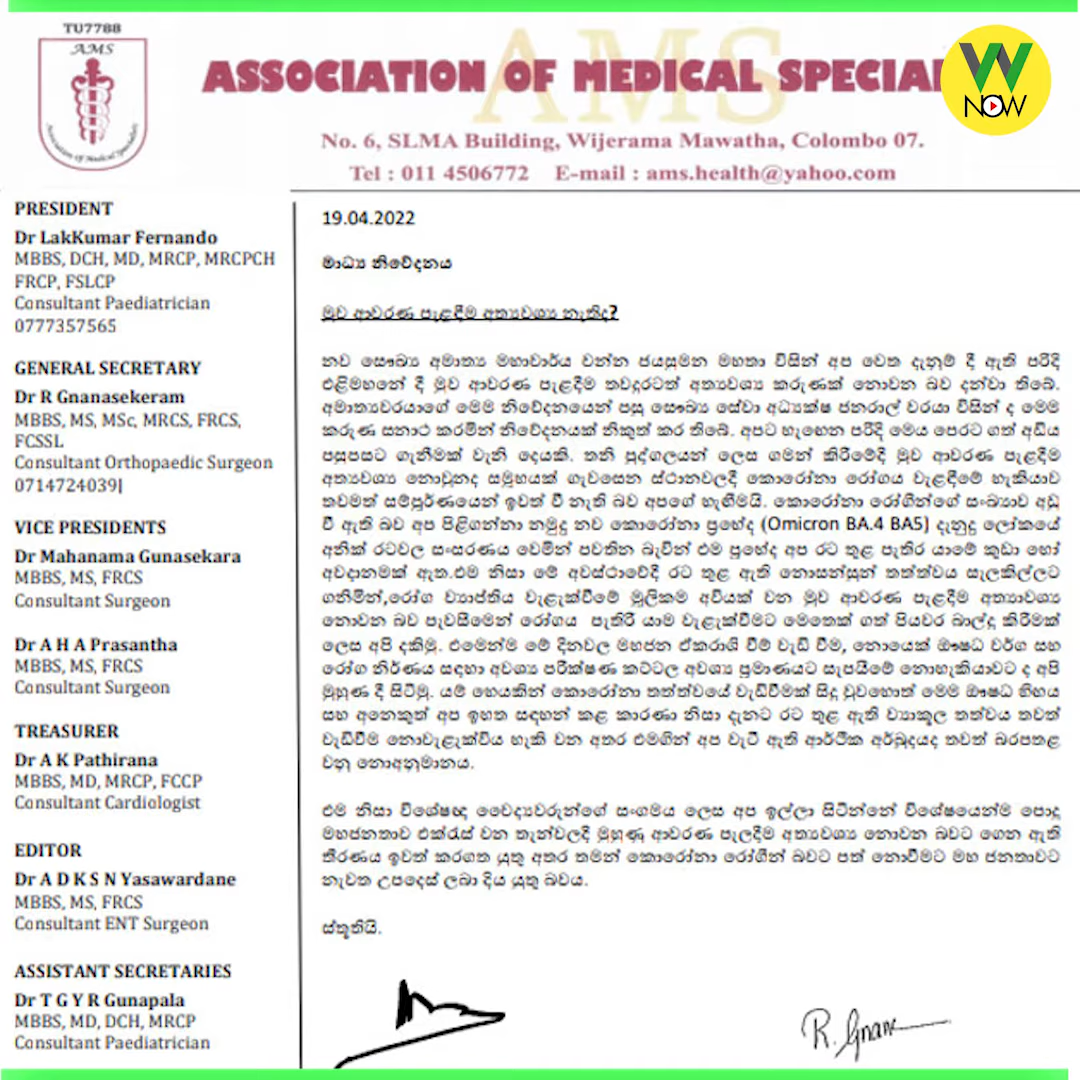 TU7788
AMS
Association of Medical Specialists
AMS
ASSOCIATION OF MEDICAL SPECIAL
W
NOW
No. 6, SLMA Building, Wijerama Mawatha, Colombo 07.
Tel : 011 4506772 E-mail : ams.health@yahoo.com
PRESIDENT
Dr LakKumar Fernando
MBBS, DCH, MD, MRCP, MRCPCH
FRCP, FSLCP
Consultant Paediatrician
0777357565
GENERAL SECRETARY
Dr R Gnanasekeram
MBBS, MS, MSc, MRCS, FRCS,
FCSSL
Consultant Orthopaedic Surgeon
0714724039
VICE PRESIDENTS
Dr Mahanama Gunasekara
MBBS, MS, FRCS
Consultant Surgeon
Dr A H A Prasantha
MBBS, MS, FRCS
Consultant Surgeon
TREASURER
Dr A K Pathirana
MBBS, MD, MRCP, FCCP
Consultant Cardiologist
EDITOR
Dr A D K S N Yasawardane
MBBS, MS, FRCS
Consultant ENT Surgeon
ASSISTANT SECRETARIES
Dr T G Y R Gunapala
MBBS, MD, DCH, MRCP
Consultant Paediatrician
19.04.2022
මාධ්‍ය නිවේදනය
මුව ආවරණ පැළඳීම අත්‍යවශ්‍ය නැතිද?
නව සෞඛ්‍ය අමාත්‍ය මහාචාර්ය චන්න ජයසුමන මහතා විසින් අප වෙත දැනුම් දී ඇති පරිදි
එළිමහනේ දී මුව ආවරණ පැළඳීම තවදුරටත් අත්‍යවශ්‍ය කරුණක් නොවන බව දන්වා තිබේ.
අමාත්‍යවරයාගේ මෙම නිවේදනයෙන් පසු සෞඛ්‍ය සේවා අධ්‍යක්ෂ ජනරාල් වරයා විසින් ද මෙම
කරුණ සනාථ කරමින් නිවේදනයක් නිකුත් කර තිබේ. අපට හැඟෙන පරිදි මෙය පෙරට ගත් අඩිය
පසුපසට ගැනීමක් වැනි දෙයකි. තනි පුද්ගලයන් ලෙස ගමන් කිරීමේදී මුව ආවරණ පැළඳීම
අත්‍යවශ්‍ය නොවුනද සමූහයක් ගැවසෙන ස්ථානවලදී කොරෝනා රෝගය වැළඳීමේ හැකියාව
තවමත් සම්පූර්ණයෙන් ඉවත් වී නැති බව අපගේ හැඟීමයි. කොරෝනා රෝගීන්ගේ සංඛ්‍යාව අඩු
වී ඇති බව අප පිළිගන්නා නමුදු නව කොරෝනා ප්‍රභේද (Omicron BA.4 BA5) දැනුදු ලෝකයේ
අනික් රටවල සංසරණය වෙමින් පවතින බැවින් එම ප්‍රභේද අප රට තුළ පැතිර යාමේ කුඩා හෝ
අවදානමක් ඇත.එම නිසා මේ අවස්ථාවේදී රට තුළ ඇති නොසන්සුන් තත්ත්වය සැලකිල්ලට
ගනිමින්,රෝග ව්‍යාප්තිය වැළැක්වීමේ මූලිකම අවියක් වන මුව ආවරණ පැළඳීම අත්‍යාවශ්‍ය
නොවන බව පැවසීමෙන් රෝගය පැතිරී යාම වැළැක්වීමට මෙතෙක් ගත් පියවර බාල්දු කිරීමක්
ලෙස අපි දකිමු. එමෙන්ම මේ දිනවල මහජන ඒකරාශි වීම් වැඩි වීම, නොයෙක් ඖෂධ වර්ග සහ
රෝග නිර්ණය සඳහා අවශ්‍ය පරීක්ෂණ කට්ටල අවශ්‍ය ප්‍රමාණයට සැපයීමේ නොහැකියාවට ද අපි
මුහුණ දී සිටිමු. යම් හෙයකින් කොරෝනා තත්ත්වයේ වැඩිවීමක් සිදු වුවහොත් මෙම ඖෂධ හිඟය
සහ අනෙකුත් අප ඉහත සඳහන් කළ කාරණා නිසා දැනට රට තුළ ඇති ව්‍යාකූල තත්වය තවත්
වැඩිවීම නොවැළැක්විය හැකි වන අතර එමගින් අප වැටී ඇති ආර්ථික අර්බුදයද තවත් බරපතළ
වනු නොඅනුමානය.
එම නිසා විශේෂඥ වෛද්‍යවරුන්ගේ සංගමය ලෙස අප ඉල්ලා සිටින්නේ විශේෂයෙන්ම පොදු
මහජනතාව එක්රැස් වන තැන්වලදී මුහුණු ආවරණ පැලඳීම අත්‍යවශ්‍ය නොවන බවට ගෙන ඇති
තීරණය ඉවත් කරගත යුතු අතර තමන් කොරෝනා රෝගීන් බවට පත් නොවීමට මහ ජනතාවට
නැවත උපදෙස් ලබා දිය යුතු බවය.
ස්තූතියි.
R. Gnan